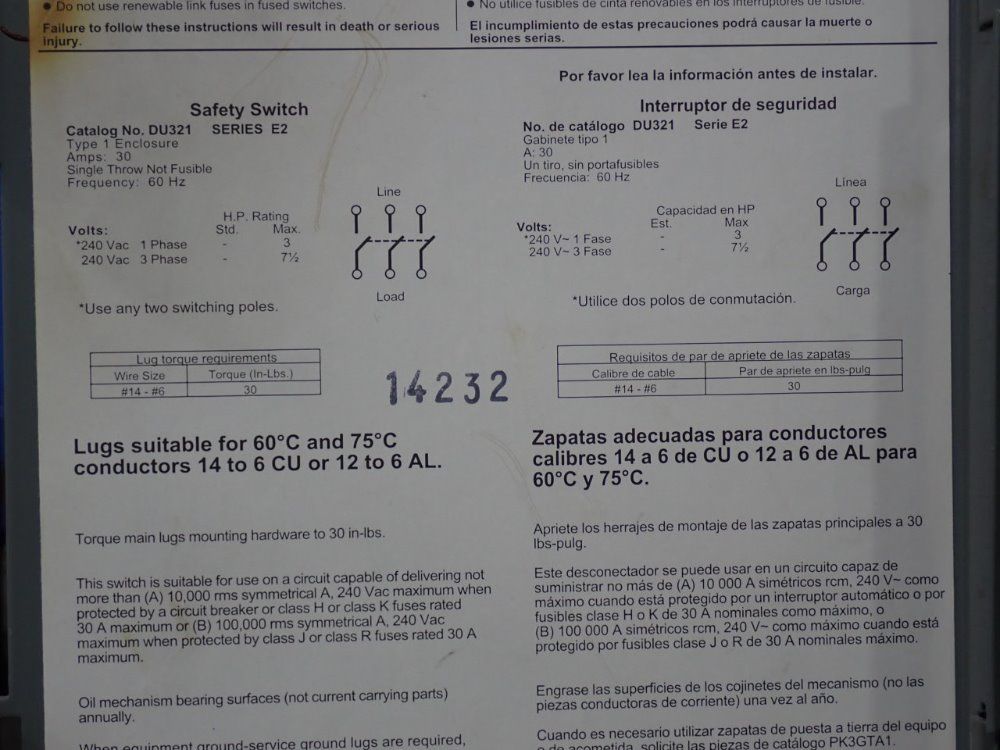 ● Do not use renewable link fuses in fused switches.
Failure to follow these instructions will result in death or serious
injury.
● No utilice fusibles de cinta renovables en los interruptores de fusible.
El incumplimiento de estas precauciones podrá causar la muerte o
lesiones serias.
Por favor lea la información antes de instalar.
Safety Switch
Catalog No. DU321 SERIES E2
Type 1 Enclosure
Amps: 30
Single Throw Not Fusible
Frequency: 60 Hz
Line
H.P. Rating
Volts: Std. Max.
*240 Vac 1 Phase - 3
240 Vac 3 Phase - 7½
Load
*Use any two switching poles.
Lug torque requirements
Wire Size Torque (In-Lbs.)
#14 - #6 30
14232
Lugs suitable for 60°C and 75°C
conductors 14 to 6 CU or 12 to 6 AL.
Torque main lugs mounting hardware to 30 in-lbs.
This switch is suitable for use on a circuit capable of delivering not
more than (A) 10,000 rms symmetrical A, 240 Vac maximum when
protected by a circuit breaker or class H or class K fuses rated
30 A maximum or (B) 100,000 rms symmetrical A, 240 Vac
maximum when protected by class J or class R fuses rated 30 A
maximum.
Oil mechanism bearing surfaces (not current carrying parts)
annually.
When equipment ground-service ground lugs are required,
Interruptor de seguridad
No. de catálogo DU321 Serie E2
Gabinete tipo 1
A: 30
Un tiro, sin portafusibles
Frecuencia: 60 Hz
Línea
Capacidad en HP
Volts: Est. Max
*240 V~ 1 Fase - 3
240 V~ 3 Fase - 7½
Carga
*Utilice dos polos de conmutación.
Requisitos de par de apriete de las zapatas
Calibre de cable Par de apriete en lbs-pulg
#14 - #6 30
Zapatas adecuadas para conductores
calibres 14 a 6 de CU o 12 a 6 de AL para
60°C y 75°C.
Apriete los herrajes de montaje de las zapatas principales a 30
lbs-pulg.
Este desconectador se puede usar en un circuito capaz de
suministrar no más de (A) 10 000 A simétricos rcm, 240 V~ como
máximo cuando está protegido por un interruptor automático o por
fusibles clase H o K de 30 A nominales como máximo, o
(B) 100 000 A simétricos rcm, 240 V~ como máximo cuando está
protegido por fusibles clase J o R de 30 A nominales máximo.
Engrase las superficies de los cojinetes del mecanismo (no las
piezas conductoras de corriente) una vez al año.
Cuando es necesario utilizar zapatas de puesta a tierra del equipo
o de acometida, solicite las piezas de catálogo PK3GTA1.